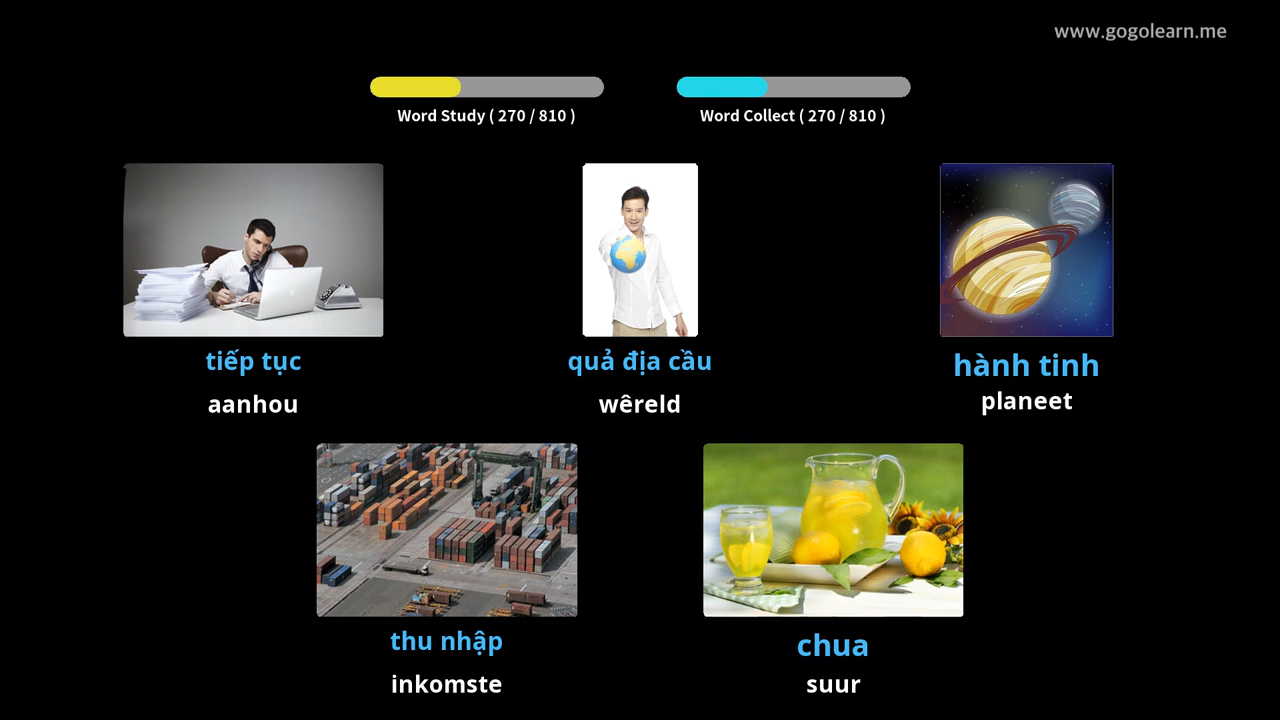 www.gogolearn.me
Word Study ( 270 / 810 )
Word Collect ( 270 / 810 )
tiếp tục
aanhou
quả địa cầu
wêreld
hành tinh
planeet
thu nhập
inkomste
chua
suur